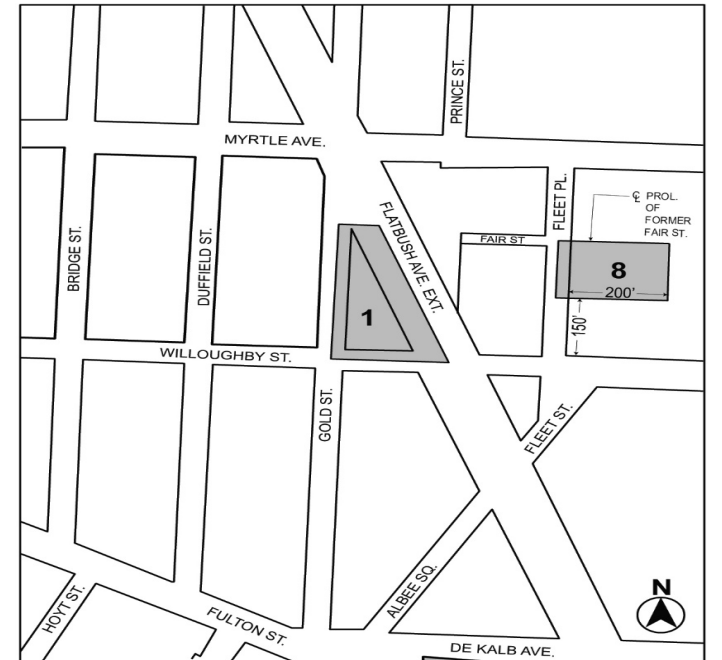 PRINCE ST.
MYRTLE AVE.
FLEET PL.
℄ PROL.
OF
FORMER
FAIR ST.
BRIDGE ST.
DUFFIELD ST.
FLATBUSH AVE. EXT.
FAIR ST
8
200'
1
150'
WILLOUGHBY ST.
GOLD ST.
FLEET ST.
HOYT ST.
FULTON ST.
ALBEE SQ.
N
DE KALB AVE.